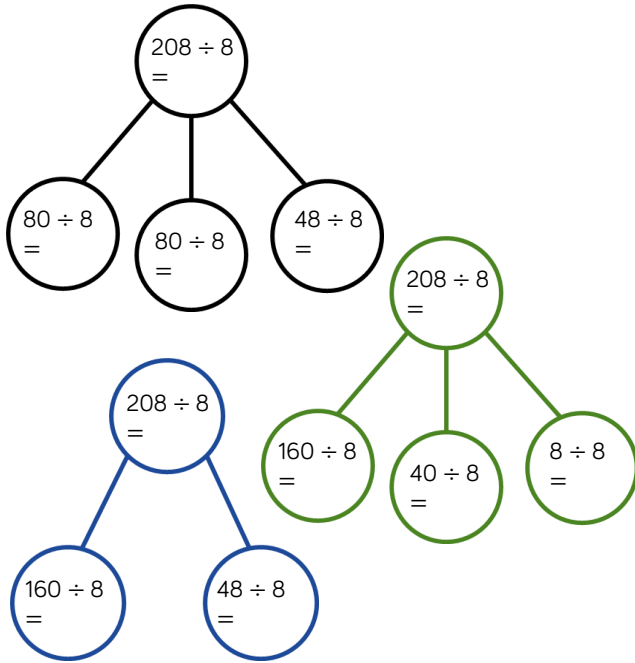 208 ÷ 8
=
80 ÷ 8
=
80 ÷ 8
=
48 ÷ 8
=
208 ÷ 8
=
160 ÷ 8
=
40 ÷ 8
=
8 ÷ 8
=
208 ÷ 8
=
160 ÷ 8
=
48 ÷ 8
=